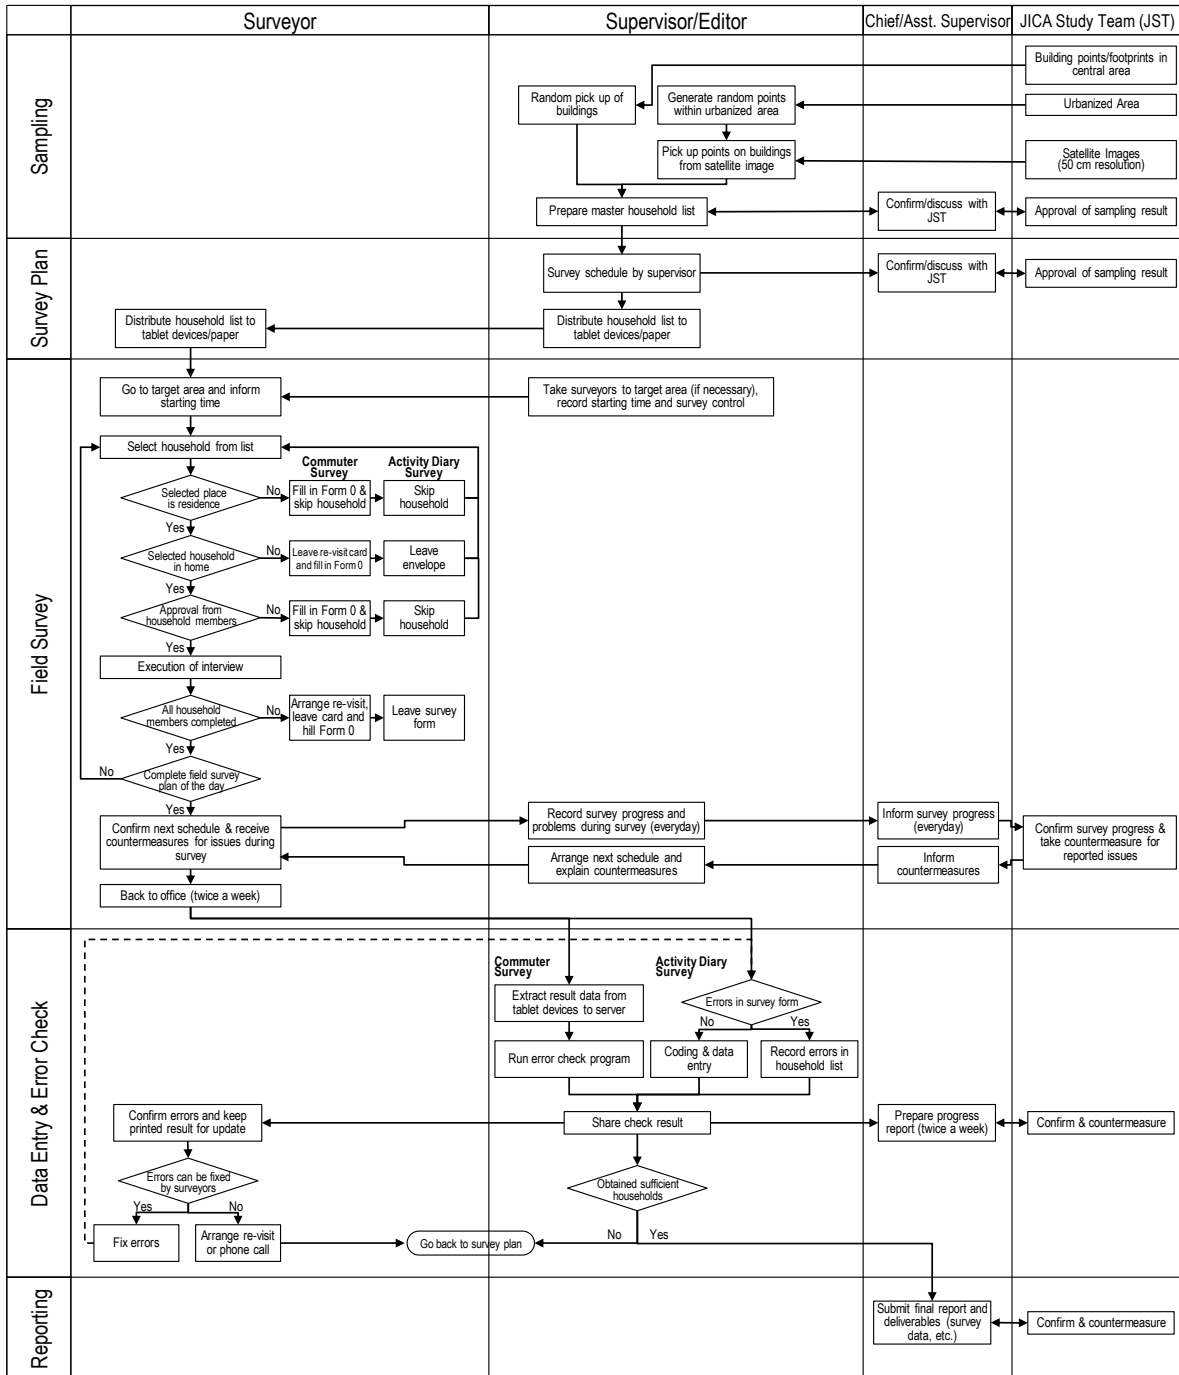 Surveyor
Supervisor/Editor
Chief/Asst. Supervisor
JICA Study Team (JST)
Sampling
Building points/footprints in
central area
Random pick up of
buildings
Generate random points
within urbanized area
Urbanized Area
Pick up points on buildings
from satellite image
Satellite Images
(50 cm resolution)
Prepare master household list
Confirm/discuss with
JST
Approval of sampling result
Survey Plan
Survey schedule by supervisor
Confirm/discuss with
JST
Approval of sampling result
Distribute household list to
tablet devices/paper
Distribute household list to
tablet devices/paper
Field Survey
Go to target area and inform
starting time
Take surveyors to target area (if necessary),
record starting time and survey control
Select household from list
Commuter
Survey
Activity Diary
Survey
Selected place
is residence
No
Fill in Form 0 &
skip household
Skip
household
Yes
Selected household
in home
No
Leave re-visit card
and fill in Form 0
Leave
envelope
Yes
Approval from
household members
No
Fill in Form 0 &
skip household
Skip
household
Yes
Execution of interview
All household
members completed
No
Arrange re-visit,
leave card and
hill Form 0
Leave survey
form
Yes
No
Complete field survey
plan of the day
Yes
Confirm next schedule & receive
countermeasures for issues during
survey
Record survey progress and
problems during survey (everyday)
Inform survey progress
(everyday)
Confirm survey progress &
take countermeasure for
reported issues
Arrange next schedule and
explain countermeasures
Inform
countermeasures
Back to office (twice a week)
Data Entry & Error Check
Commuter
Survey
Activity Diary
Survey
Extract result data from
tablet devices to server
Errors in survey form
No
Yes
Run error check program
Coding & data
entry
Record errors in
household list
Confirm errors and keep
printed result for update
Share check result
Prepare progress
report (twice a week)
Confirm & countermeasure
Errors can be fixed
by surveyors
Obtained sufficient
households
Yes
No
Fix errors
Arrange re-visit
or phone call
Go back to survey plan
No
Yes
Reporting
Submit final report and
deliverables (survey
data, etc.)
Confirm & countermeasure